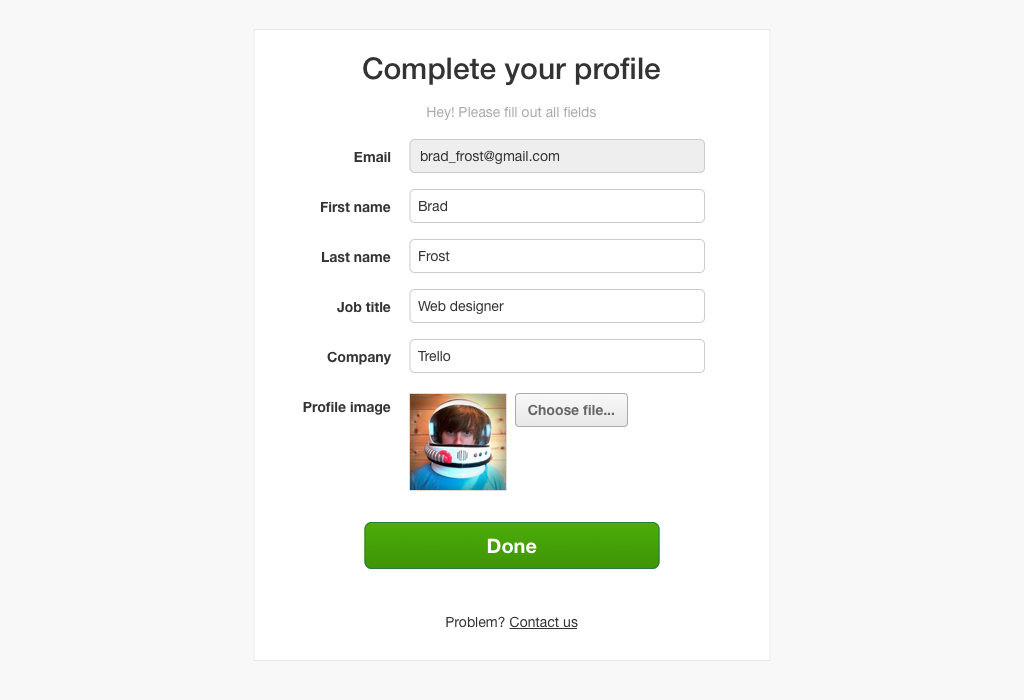 Complete your profile
Hey! Please fill out all fields
Email brad_frost@gmail.com
First name Brad
Last name Frost
Job title Web designer
Company Trello
Profile image Choose file...
Done
Problem? Contact us